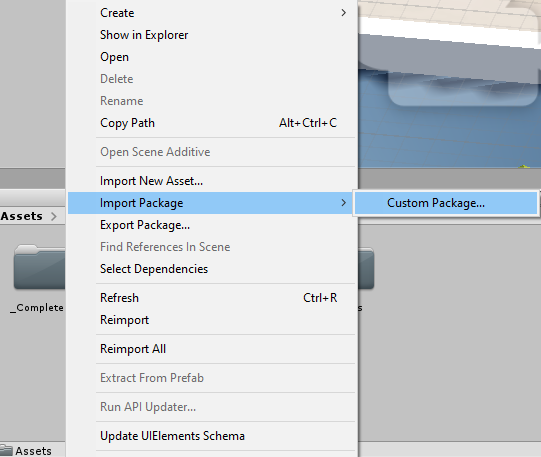 Create
Show in Explorer
Open
Delete
Rename
Copy Path Alt+Ctrl+C
Open Scene Additive
Import New Asset...
Import Package Custom Package...
Assets
Export Package...
Find References In Scene
Select Dependencies
Refresh Ctrl+R
_Complete
Reimport
Reimport All
Extract From Prefab
Run API Updater...
Update UIElements Schema
Assets